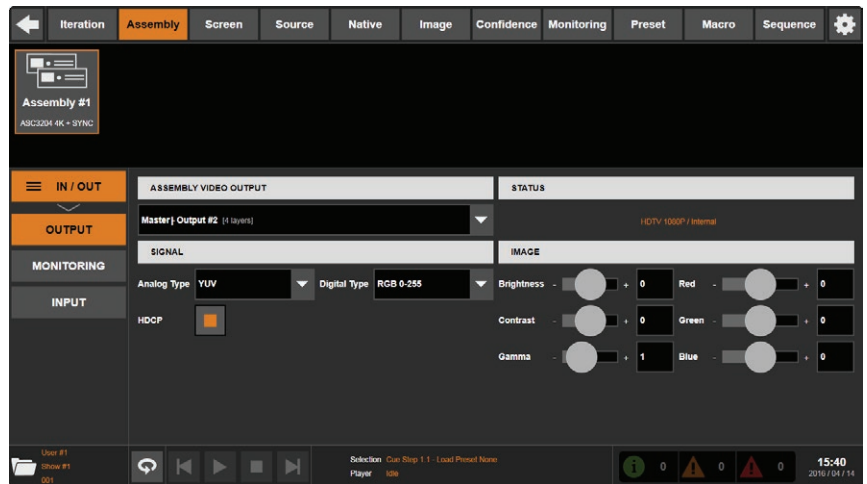 Iteration Assembly Screen Source Native Image Confidence Monitoring Preset Macro Sequence
Assembly #1
ASC3204 4K + SYNC
IN / OUT
OUTPUT
MONITORING
INPUT
ASSEMBLY VIDEO OUTPUT
Master|- Output #2 [4 layers]
SIGNAL
Analog Type YUV Digital Type RGB 0-255
HDCP
STATUS
HDTV 1080P / Internal
IMAGE
Brightness - + 0 Red - + 0
Contrast - + 0 Green - + 0
Gamma - + 1 Blue - + 0
User #1
Show #1
001
Selection Cue Step 1.1 - Load Preset None
Player Idle
0 0 0
15:40
2016 / 04 / 14